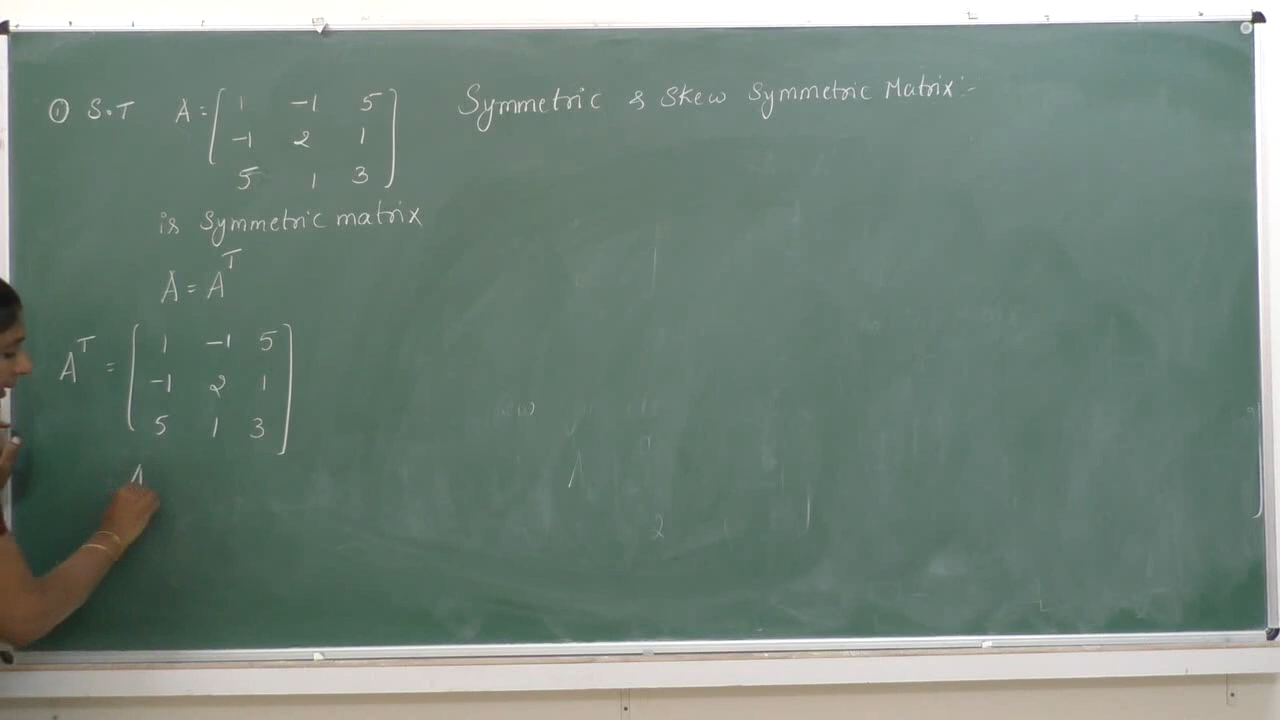 Symmetric & Skew Symmetric Matrix:-
① S.T A = [ 1 -1 5
-1 2 1
5 1 3 ]
is Symmetric matrix
A = A^T
A^T = [ 1 -1 5
-1 2 1
5 1 3 ]
A